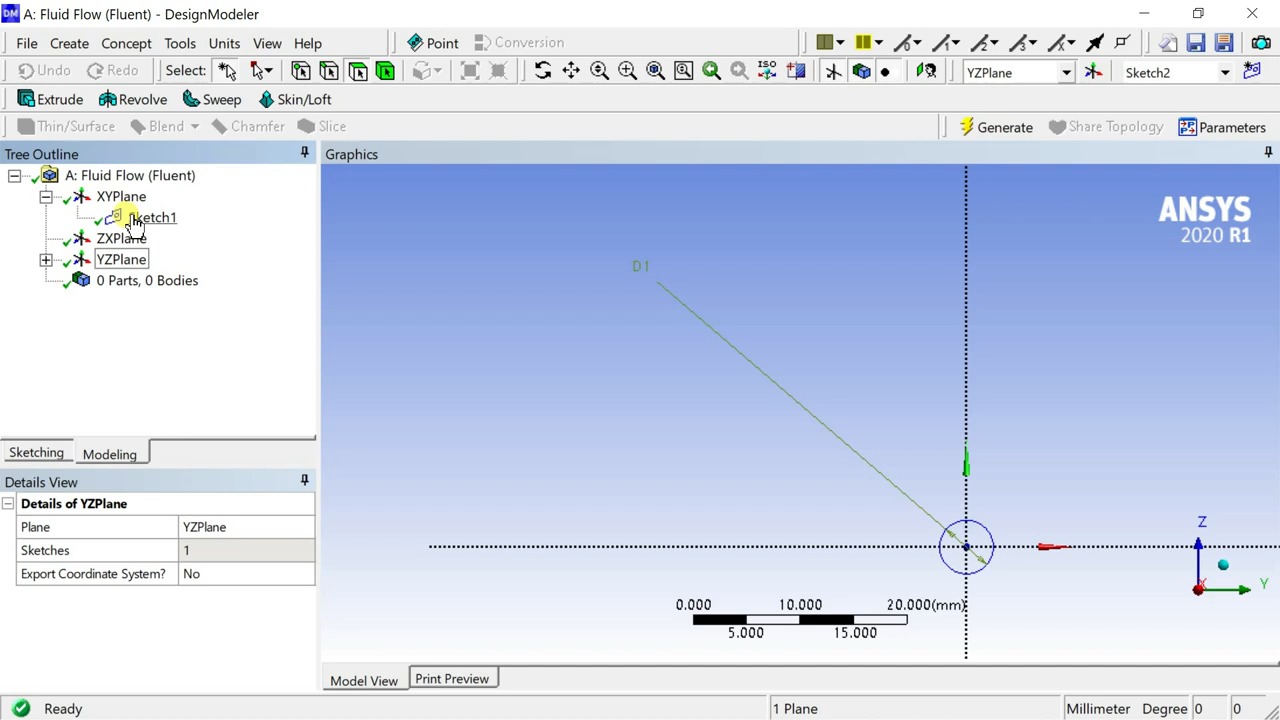 DM A: Fluid Flow (Fluent) - DesignModeler
File Create Concept Tools Units View Help Point Conversion
Undo Redo Select: ISO YZPlane Sketch2
Extrude Revolve Sweep Skin/Loft
Thin/Surface Blend Chamfer Slice Generate Share Topology Parameters
Tree Outline
A: Fluid Flow (Fluent)
XYPlane
Sketch1
ZXPlane
YZPlane
0 Parts, 0 Bodies
Sketching Modeling
Details View
Details of YZPlane
Plane YZPlane
Sketches 1
Export Coordinate System? No
Graphics
ANSYS
2020 R1
D1
Z
X
Y
0.000 10.000 20.000(mm)
5.000 15.000
Model View Print Preview
Ready 1 Plane Millimeter Degree 0 0